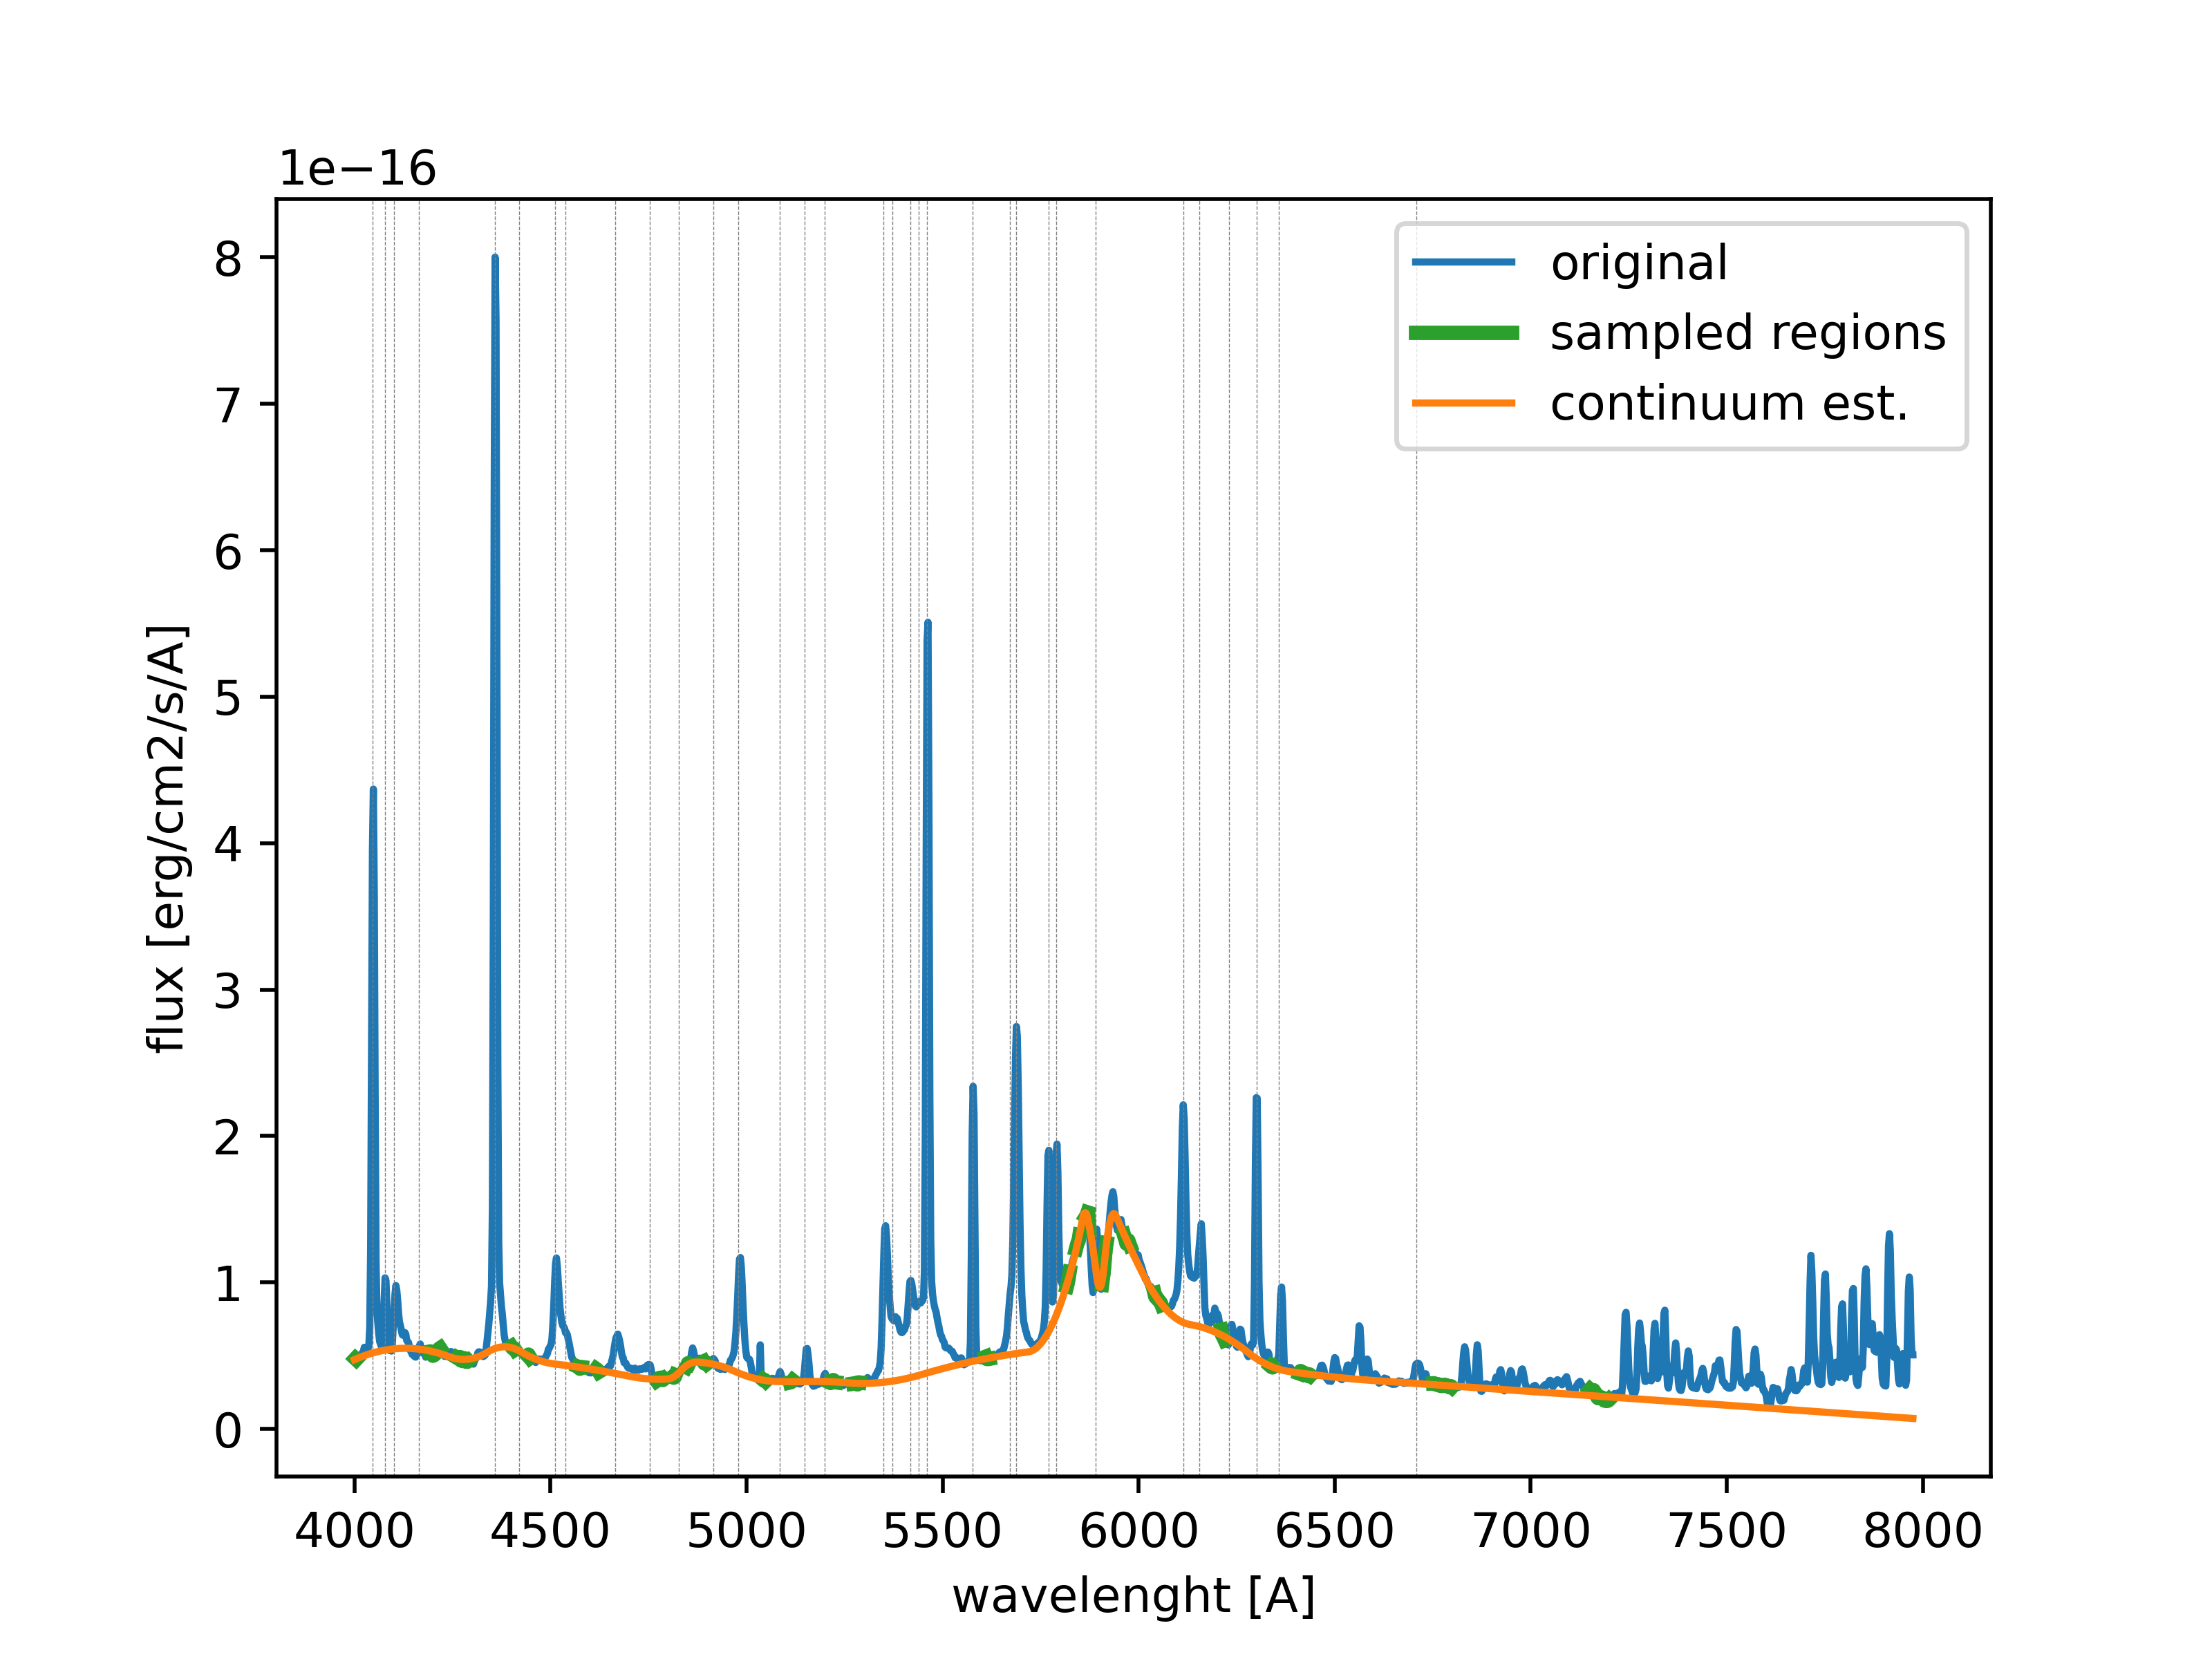 1e−16
8
7
6
5
4
3
2
1
0
flux [erg/cm2/s/A]
original
sampled regions
continuum est.
4000 4500 5000 5500 6000 6500 7000 7500 8000
wavelenght [A]